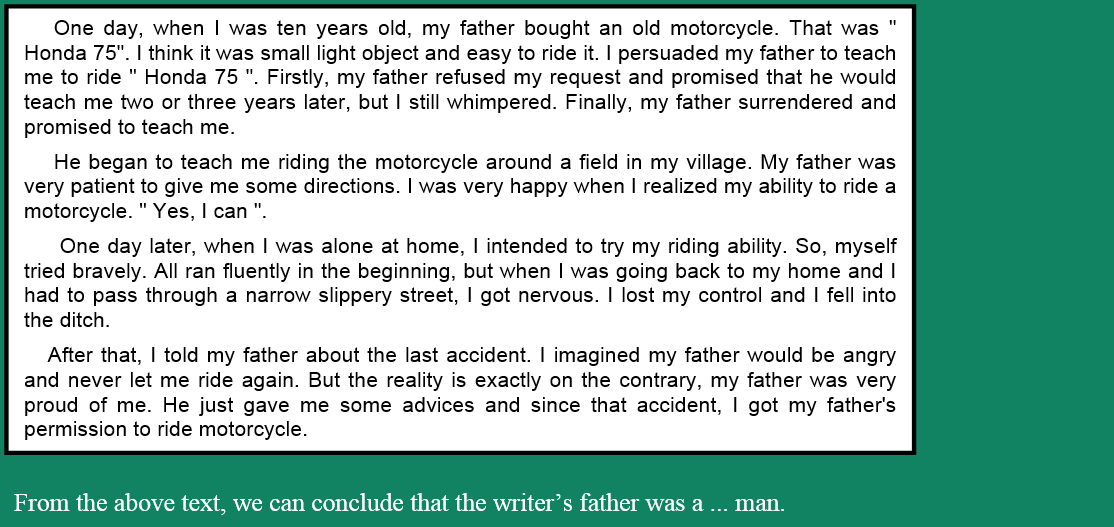 One day, when I was ten years old, my father bought an old motorcycle. That was "
Honda 75". I think it was small light object and easy to ride it. I persuaded my father to teach
me to ride " Honda 75 ". Firstly, my father refused my request and promised that he would
teach me two or three years later, but I still whimpered. Finally, my father surrendered and
promised to teach me.
He began to teach me riding the motorcycle around a field in my village. My father was
very patient to give me some directions. I was very happy when I realized my ability to ride a
motorcycle. " Yes, I can ".
One day later, when I was alone at home, I intended to try my riding ability. So, myself
tried bravely. All ran fluently in the beginning, but when I was going back to my home and I
had to pass through a narrow slippery street, I got nervous. I lost my control and I fell into
the ditch.
After that, I told my father about the last accident. I imagined my father would be angry
and never let me ride again. But the reality is exactly on the contrary, my father was very
proud of me. He just gave me some advices and since that accident, I got my father's
permission to ride motorcycle.
From the above text, we can conclude that the writer’s father was a ... man.